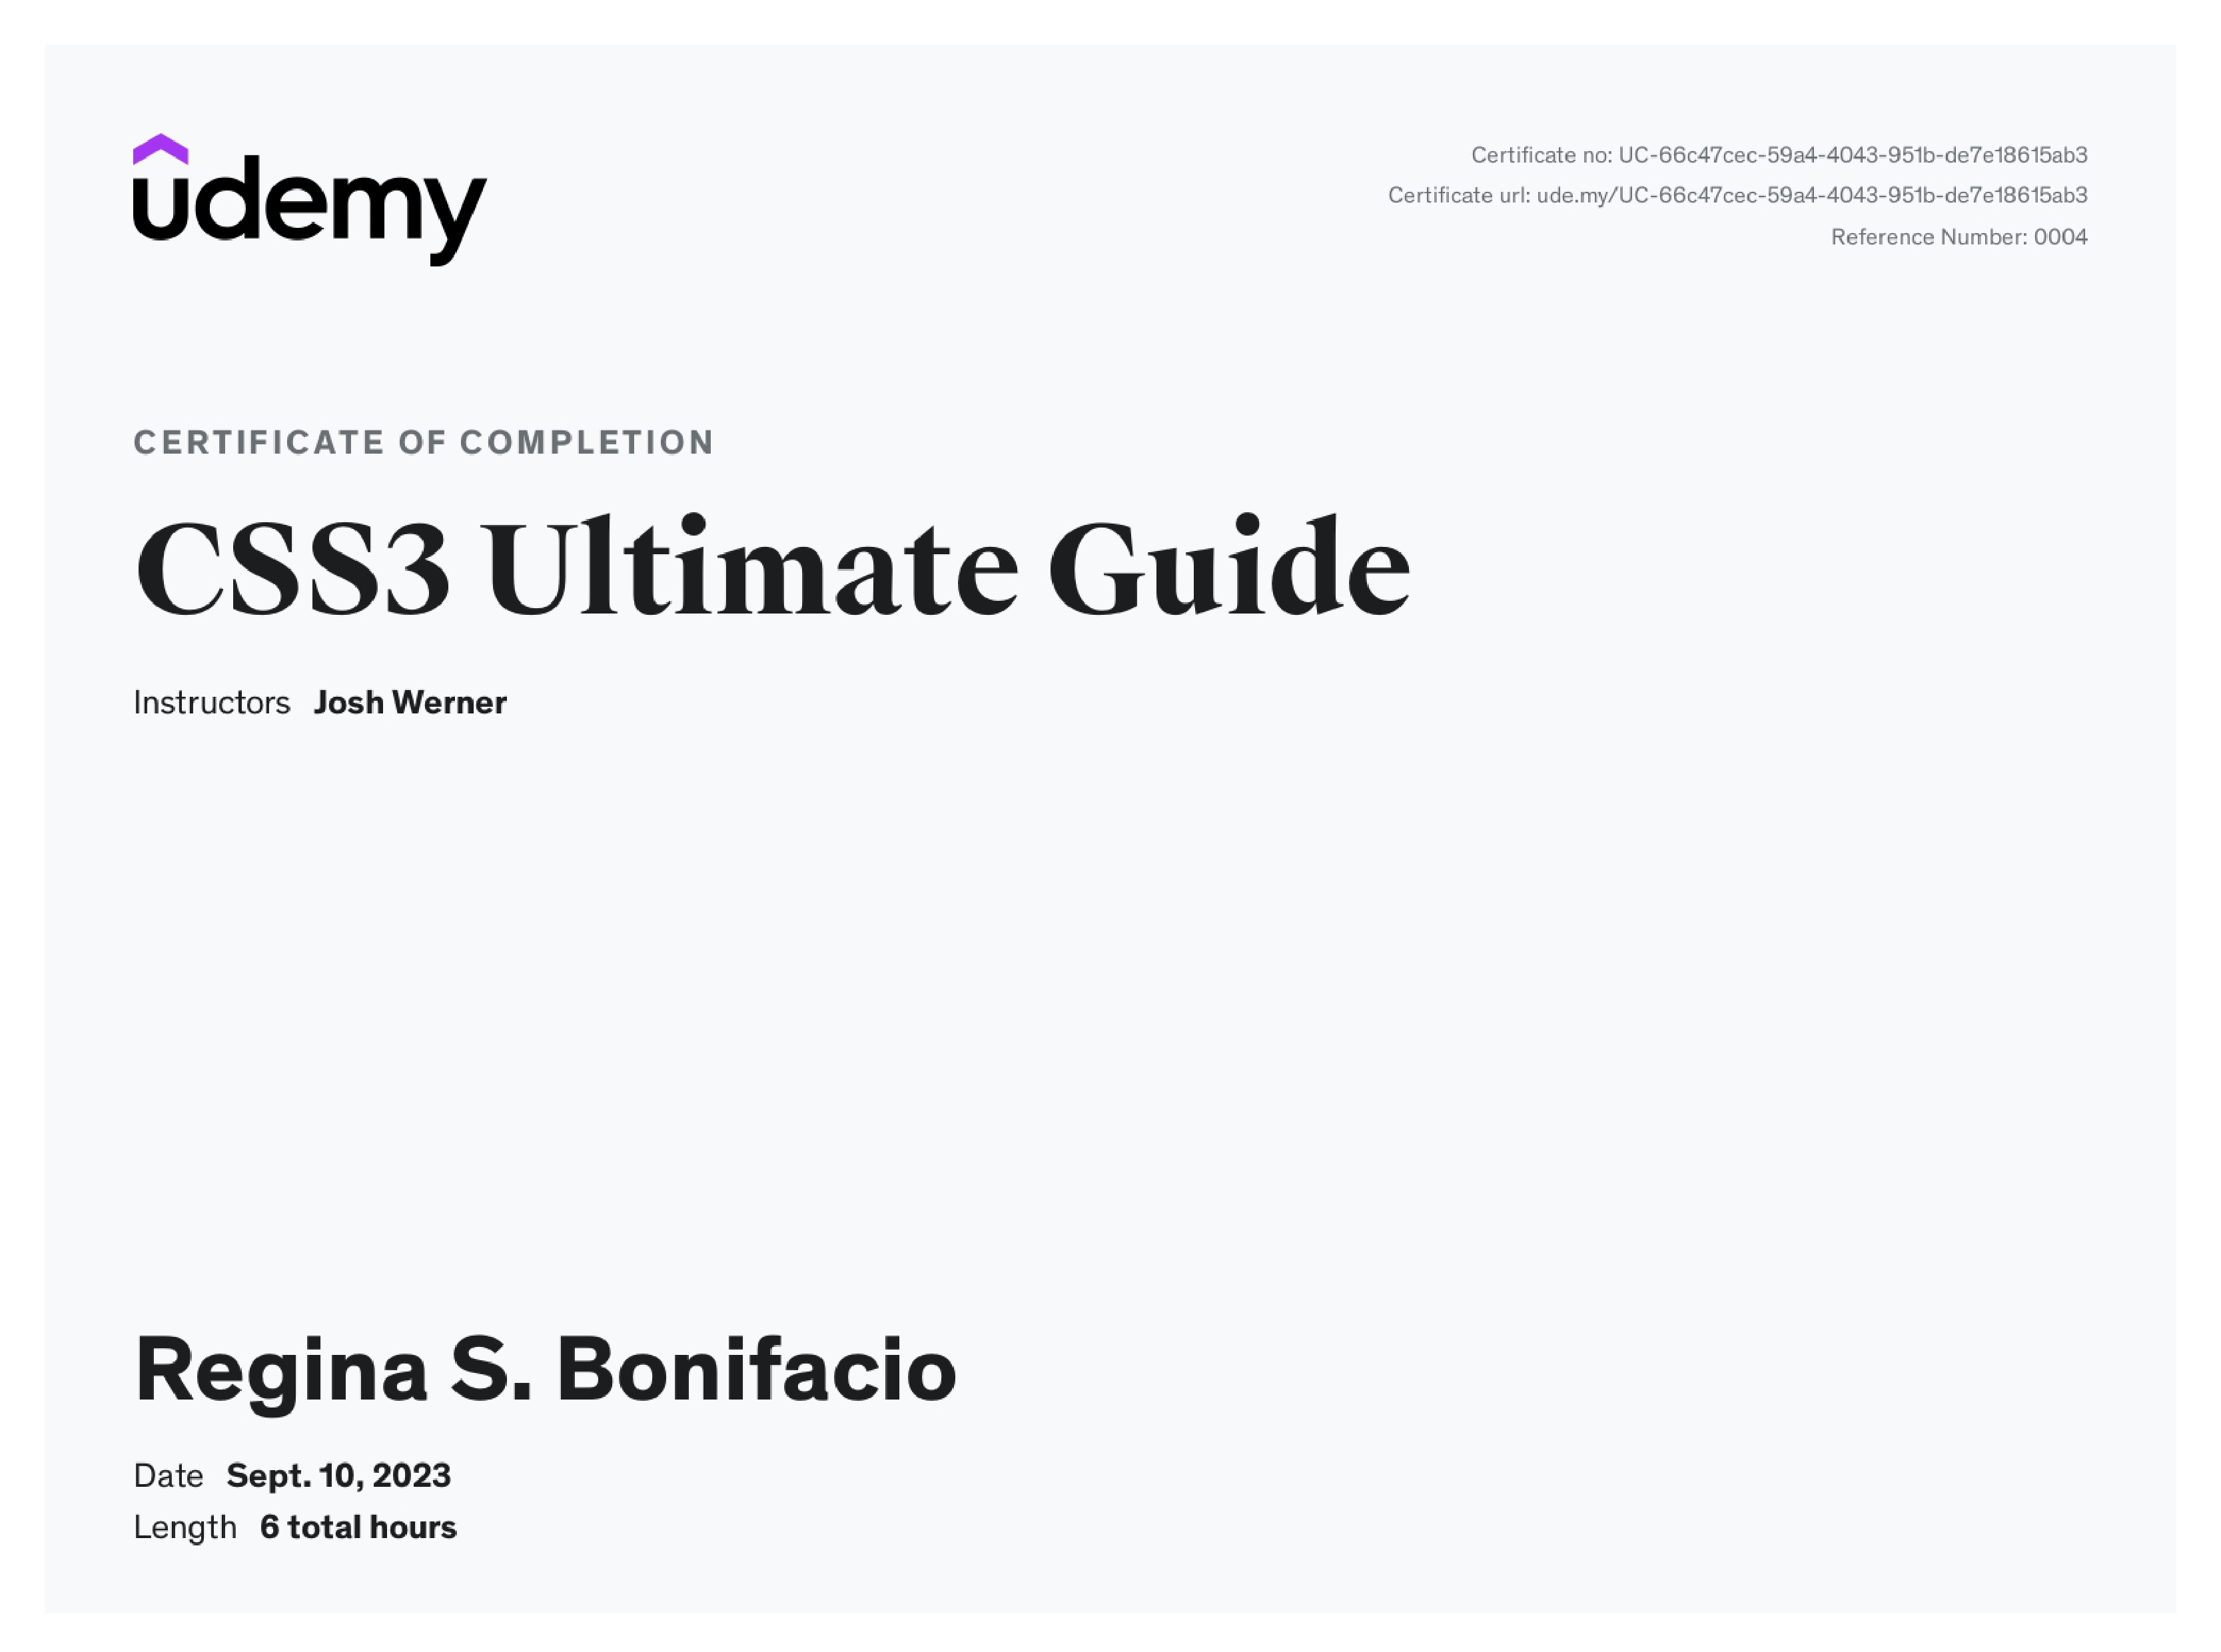 udemy
Certificate no: UC-66c47cec-59a4-4043-951b-de7e18615ab3
Certificate url: ude.my/UC-66c47cec-59a4-4043-951b-de7e18615ab3
Reference Number: 0004
CERTIFICATE OF COMPLETION
CSS3 Ultimate Guide
Instructors Josh Werner
Regina S. Bonifacio
Date Sept. 10, 2023
Length 6 total hours